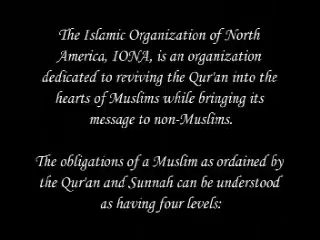 The Islamic Organization of North
America, IONA, is an organization
dedicated to reviving the Qur'an into the
hearts of Muslims while bringing its
message to non-Muslims.
The obligations of a Muslim as ordained by
the Qur'an and Sunnah can be understood
as having four levels: